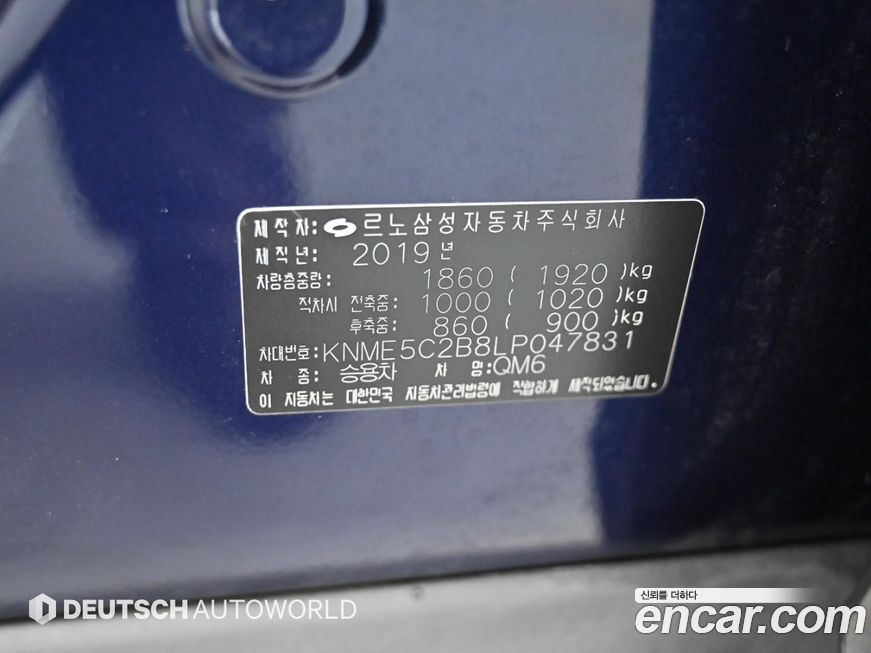 제작자: 르노삼성자동차주식회사
제작년: 2019년
차량총중량: 1860 ( 1920 )kg
적차시 전축중: 1000 ( 1020 )kg
후축중: 860 ( 900 )kg
차대번호: KNME5C2B8LP047831
차 종: 승용차 차 명: QM6
이 자동차는 대한민국 자동차관리법령에 적합하게 제작되었습니다.
DEUTSCH AUTOWORLD
신뢰를 더하다
encar.com